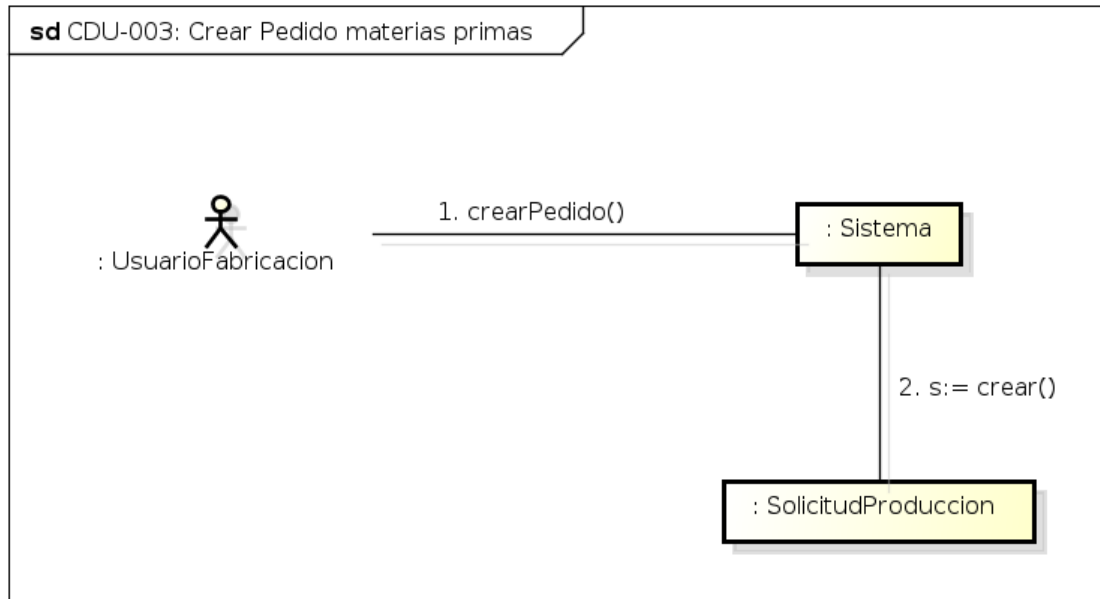 sd CDU-003: Crear Pedido materias primas
1. crearPedido()
: Sistema
: UsuarioFabricacion
2. s:= crear()
: SolicitudProduccion